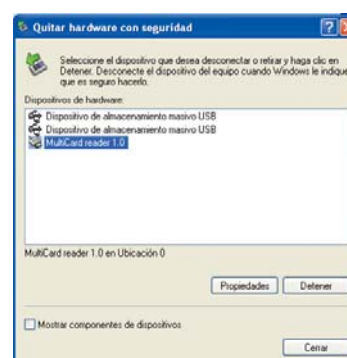 Quitar hardware con seguridad
Seleccione el dispositivo que desea desconectar o retirar y haga clic en
Detener. Desconecte el dispositivo del equipo cuando Windows le indique
que es seguro hacerlo.
Dispositivos de hardware:
Dispositivo de almacenamiento masivo USB
Dispositivo de almacenamiento masivo USB
MultiCard reader 1.0
MultiCard reader 1.0 en Ubicación 0
Propiedades
Detener
Mostrar componentes de dispositivos
Cerrar